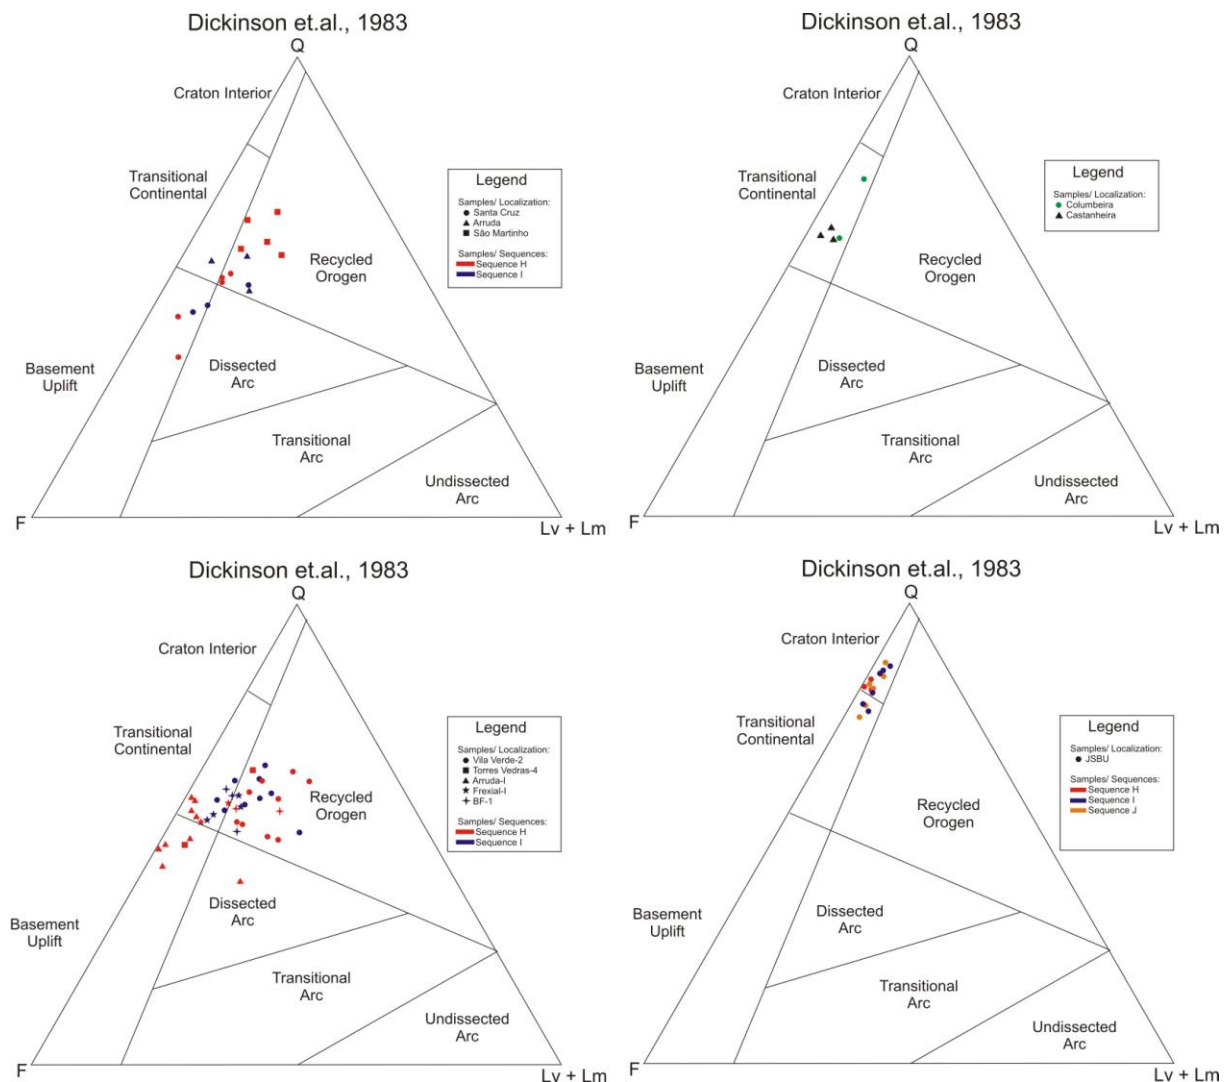 Dickinson et.al., 1983
Q
Craton Interior
Transitional
Continental
Recycled
Orogen
Basement
Uplift
Dissected
Arc
Transitional
Arc
Undissected
Arc
F
Lv + Lm
Legend
Samples/ Localization:
Santa Cruz
Arruda
São Martinho
Samples/ Sequences:
Sequence H
Sequence I
Dickinson et.al., 1983
Q
Craton Interior
Transitional
Continental
Recycled
Orogen
Basement
Uplift
Dissected
Arc
Transitional
Arc
Undissected
Arc
F
Lv + Lm
Legend
Samples/ Localization:
Columbeira
Castanheira
Dickinson et.al., 1983
Q
Craton Interior
Transitional
Continental
Recycled
Orogen
Basement
Uplift
Dissected
Arc
Transitional
Arc
Undissected
Arc
F
Lv + Lm
Legend
Samples/ Localization:
Vila Verde-2
Torres Vedras-4
Arruda-I
Frexial-I
BF-1
Samples/ Sequences:
Sequence H
Sequence I
Dickinson et.al., 1983
Q
Craton Interior
Transitional
Continental
Recycled
Orogen
Basement
Uplift
Dissected
Arc
Transitional
Arc
Undissected
Arc
F
Lv + Lm
Legend
Samples/ Localization:
JSBU
Samples/ Sequences:
Sequence H
Sequence I
Sequence J